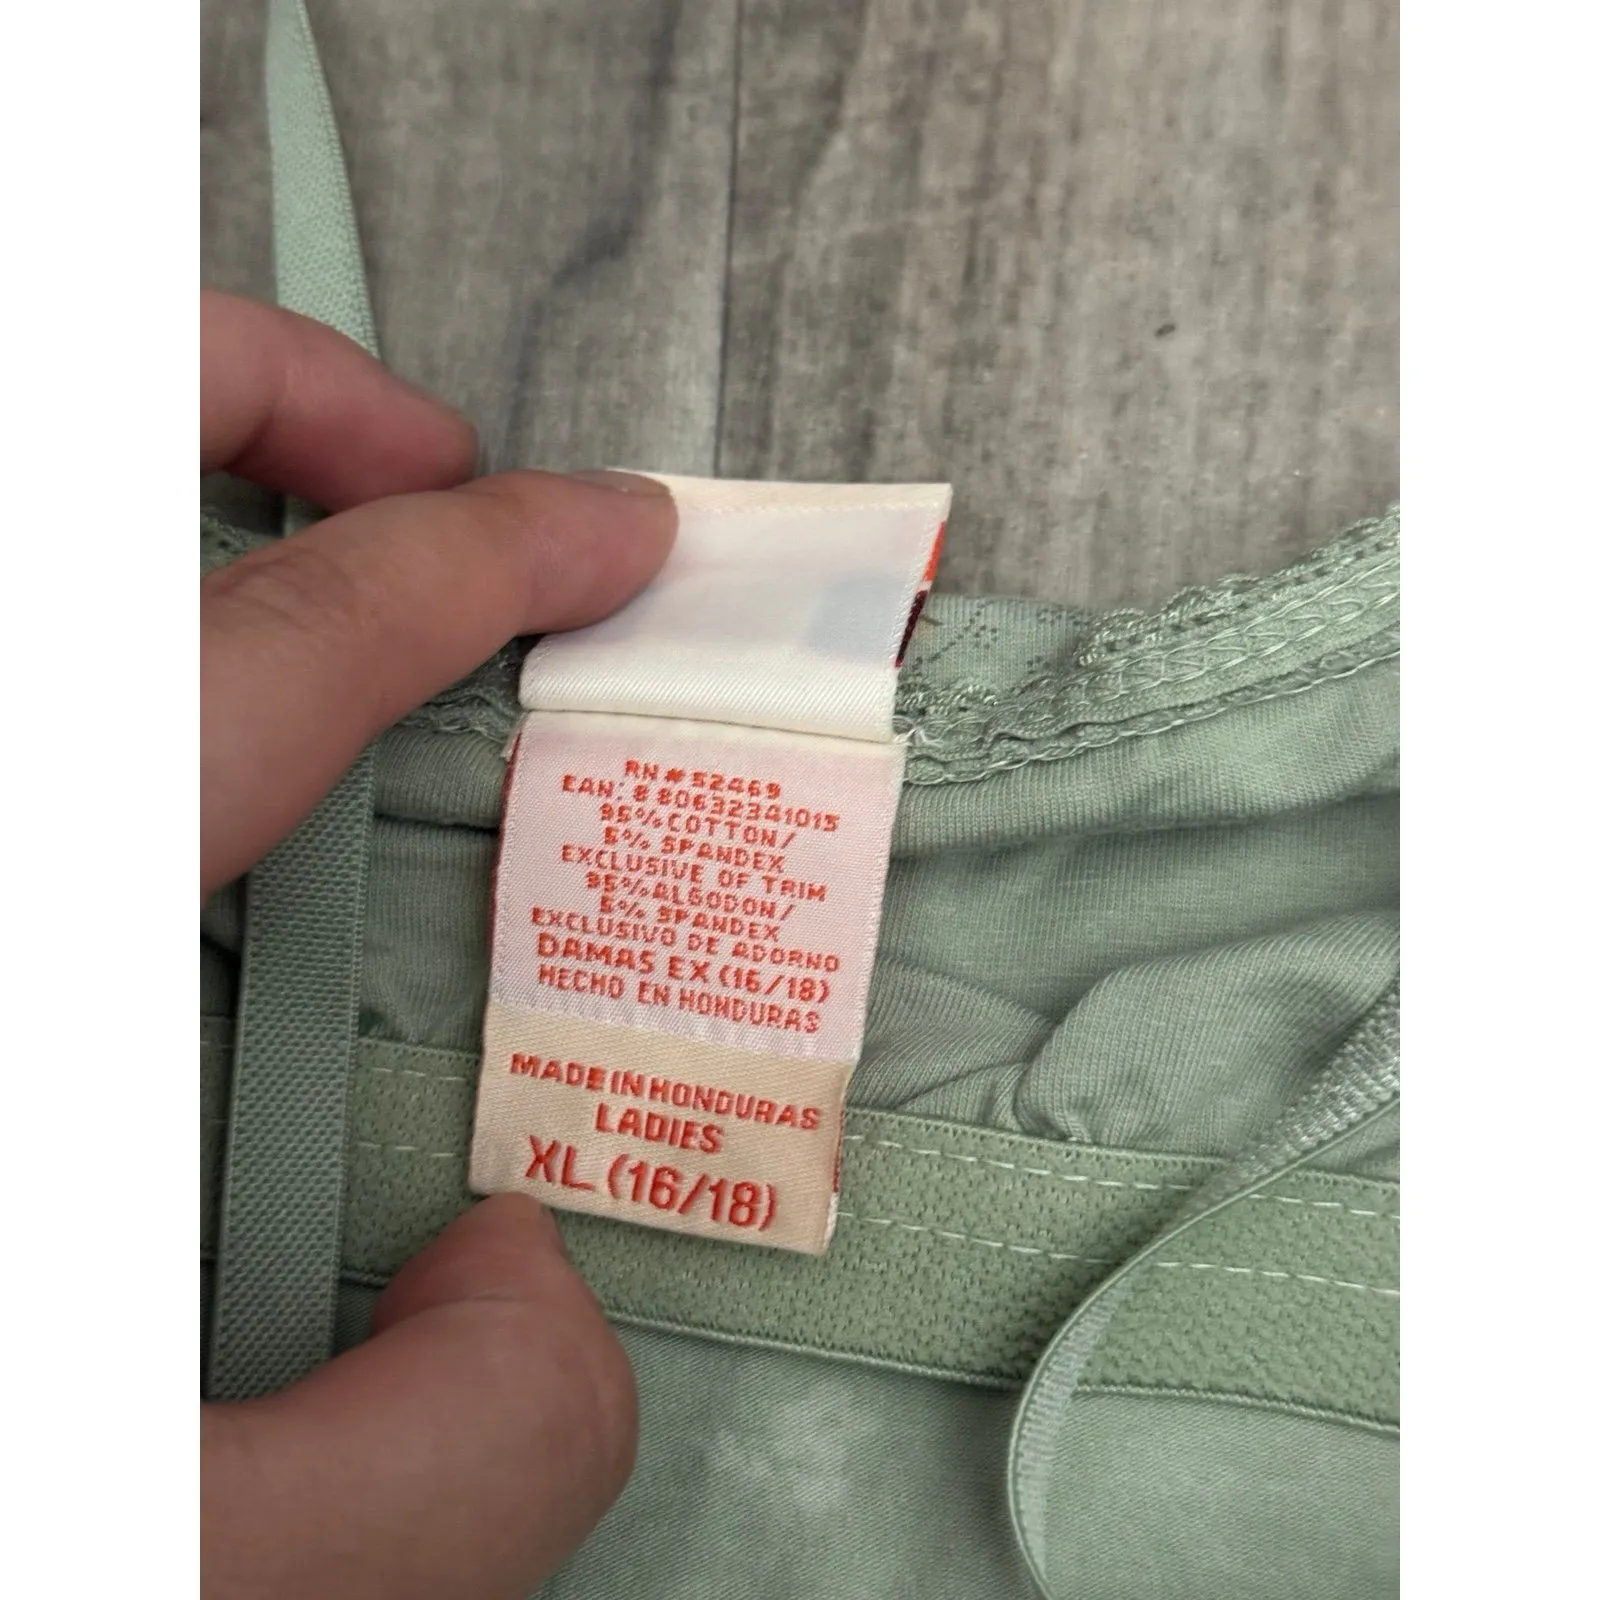 RN # 52469
EAN: 8 80632341015
95% COTTON/
5% SPANDEX
EXCLUSIVE OF TRIM
95% ALGODON/
5% SPANDEX
EXCLUSIVO DE ADORNO
DAMAS EX (16/18)
HECHO EN HONDURAS
MADE IN HONDURAS
LADIES
XL (16/18)